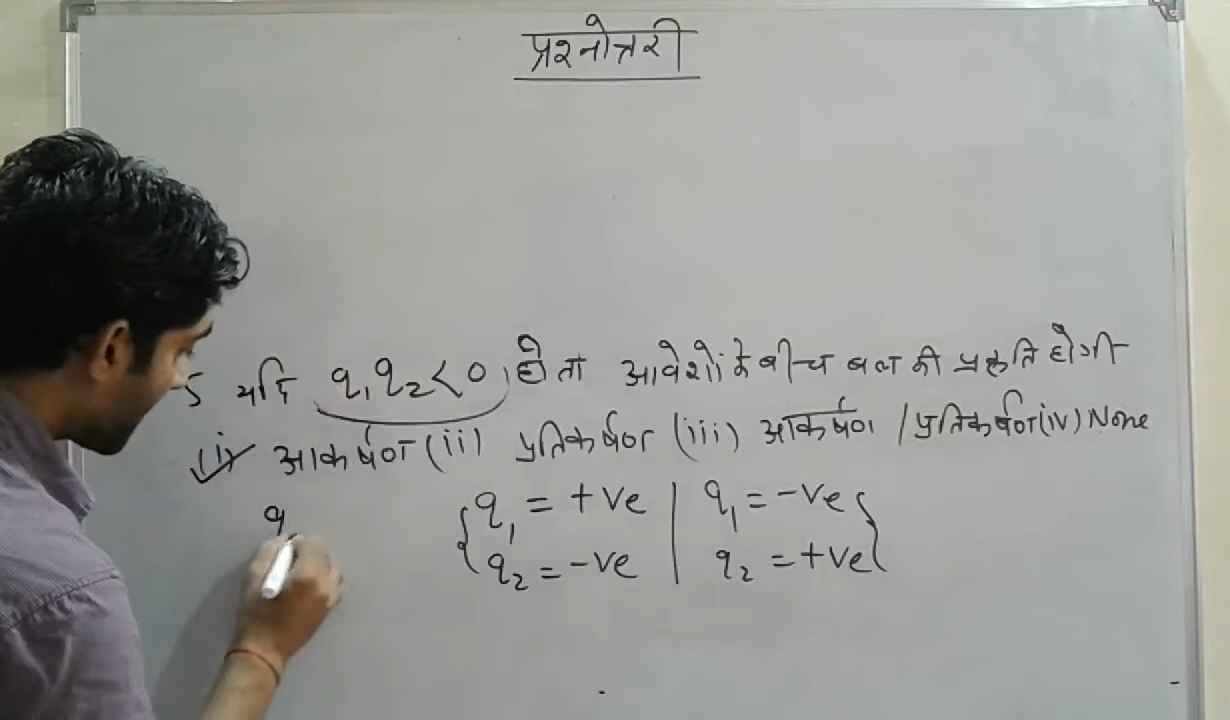 प्रश्नोत्तरी
5 यदि q₁q₂<0 हो तो आवेशों के बीच बल की प्रकृति होगी
(i) आकर्षण (ii) प्रतिकर्षण (iii) आकर्षण / प्रतिकर्षण (iv) None
q₁ = +ve | q₁ = -ve
q₂ = -ve | q₂ = +ve
q